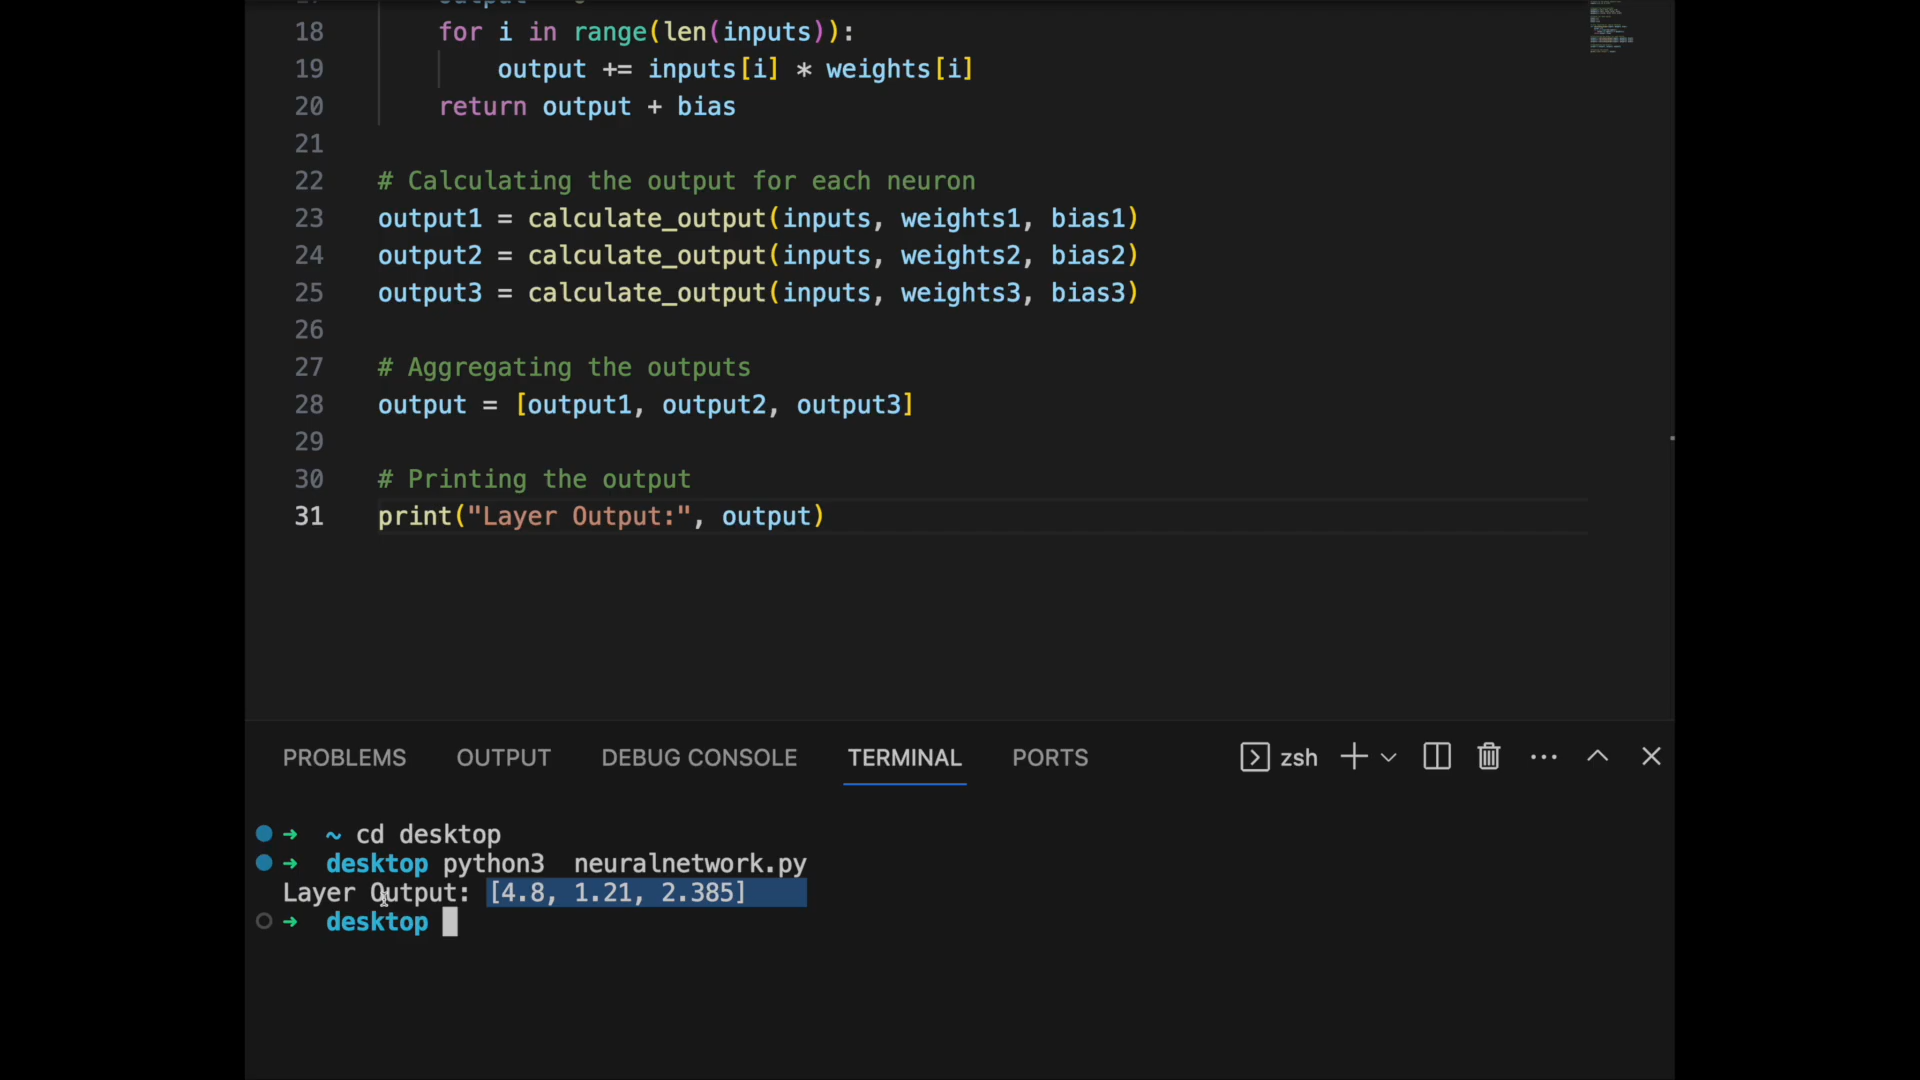 18 for i in range(len(inputs)):
19 output += inputs[i] * weights[i]
20 return output + bias
21
22 # Calculating the output for each neuron
23 output1 = calculate_output(inputs, weights1, bias1)
24 output2 = calculate_output(inputs, weights2, bias2)
25 output3 = calculate_output(inputs, weights3, bias3)
26
27 # Aggregating the outputs
28 output = [output1, output2, output3]
29
30 # Printing the output
31 print("Layer Output:", output)
PROBLEMS OUTPUT DEBUG CONSOLE TERMINAL PORTS zsh
➜ ~ cd desktop
➜ desktop python3  neuralnetwork.py
Layer Output: [4.8, 1.21, 2.385]
➜ desktop